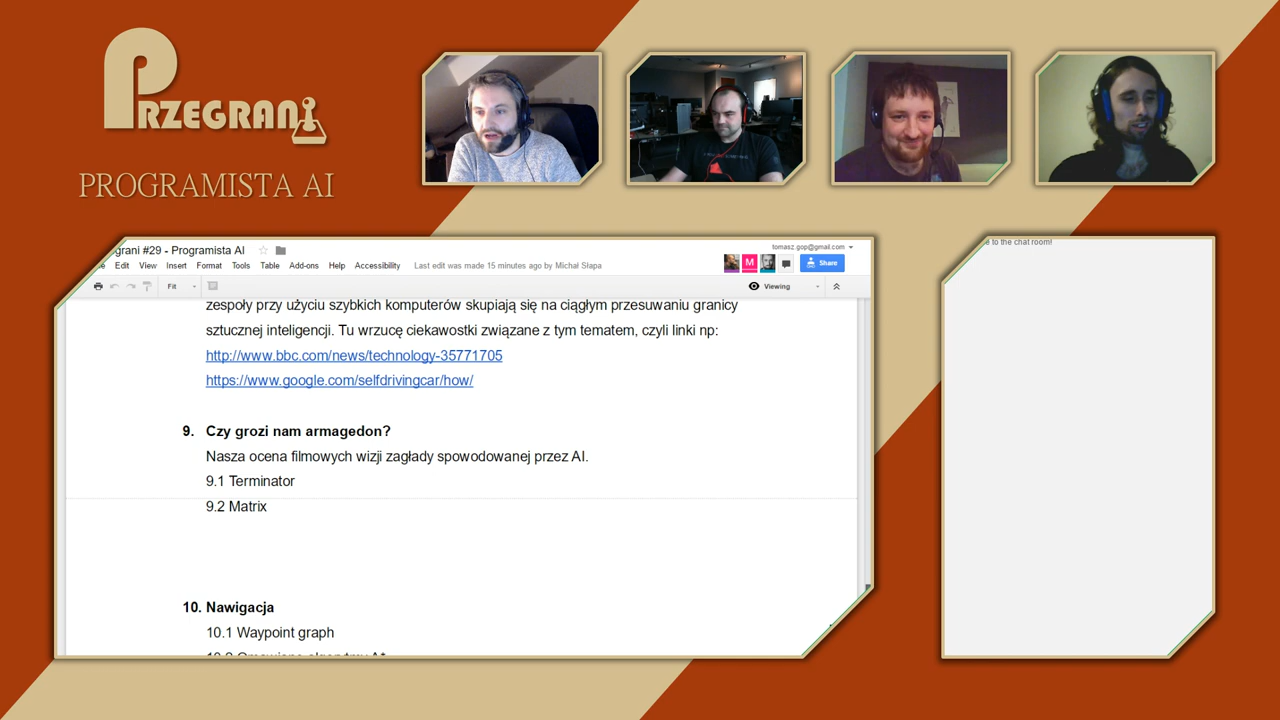 PRZEGRANI
PROGRAMISTA AI
grani #29 - Programista AI
tomasz.gop@gmail.com
Edit View Insert Format Tools Table Add-ons Help Accessibility Last edit was made 15 minutes ago by Michał Słapa
M
Share
Fit
Viewing
e to the chat room!
zespoły przy użyciu szybkich komputerów skupiają się na ciągłym przesuwaniu granicy
sztucznej inteligencji. Tu wrzucę ciekawostki związane z tym tematem, czyli linki np:
http://www.bbc.com/news/technology-35771705
https://www.google.com/selfdrivingcar/how/
9. Czy grozi nam armagedon?
Nasza ocena filmowych wizji zagłady spowodowanej przez AI.
9.1 Terminator
9.2 Matrix
10. Nawigacja
10.1 Waypoint graph